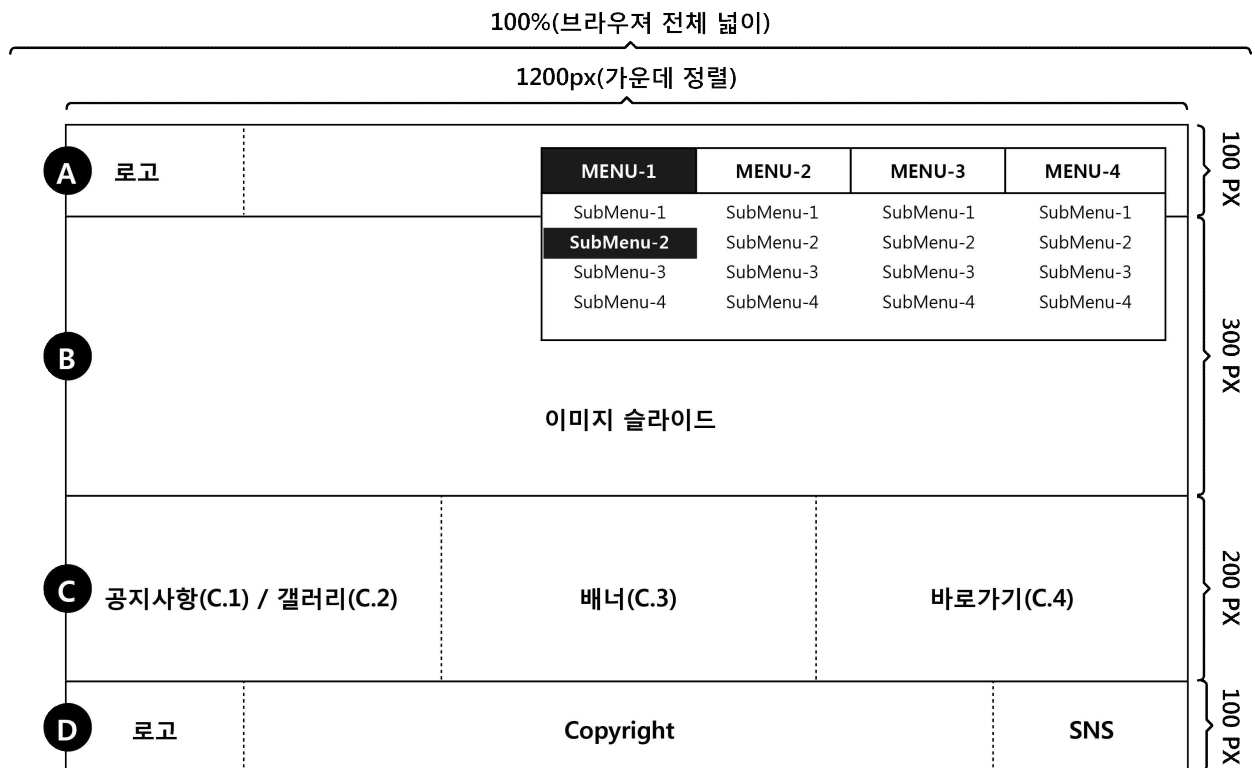 100%(브라우져 전체 넓이)
1200px(가운데 정렬)
A
로고
MENU-1 MENU-2 MENU-3 MENU-4
SubMenu-1 SubMenu-1 SubMenu-1 SubMenu-1
SubMenu-2 SubMenu-2 SubMenu-2 SubMenu-2
SubMenu-3 SubMenu-3 SubMenu-3 SubMenu-3
SubMenu-4 SubMenu-4 SubMenu-4 SubMenu-4
100 PX
B
이미지 슬라이드
300 PX
C
공지사항(C.1) / 갤러리(C.2)
배너(C.3)
바로가기(C.4)
200 PX
D
로고
Copyright
SNS
100 PX